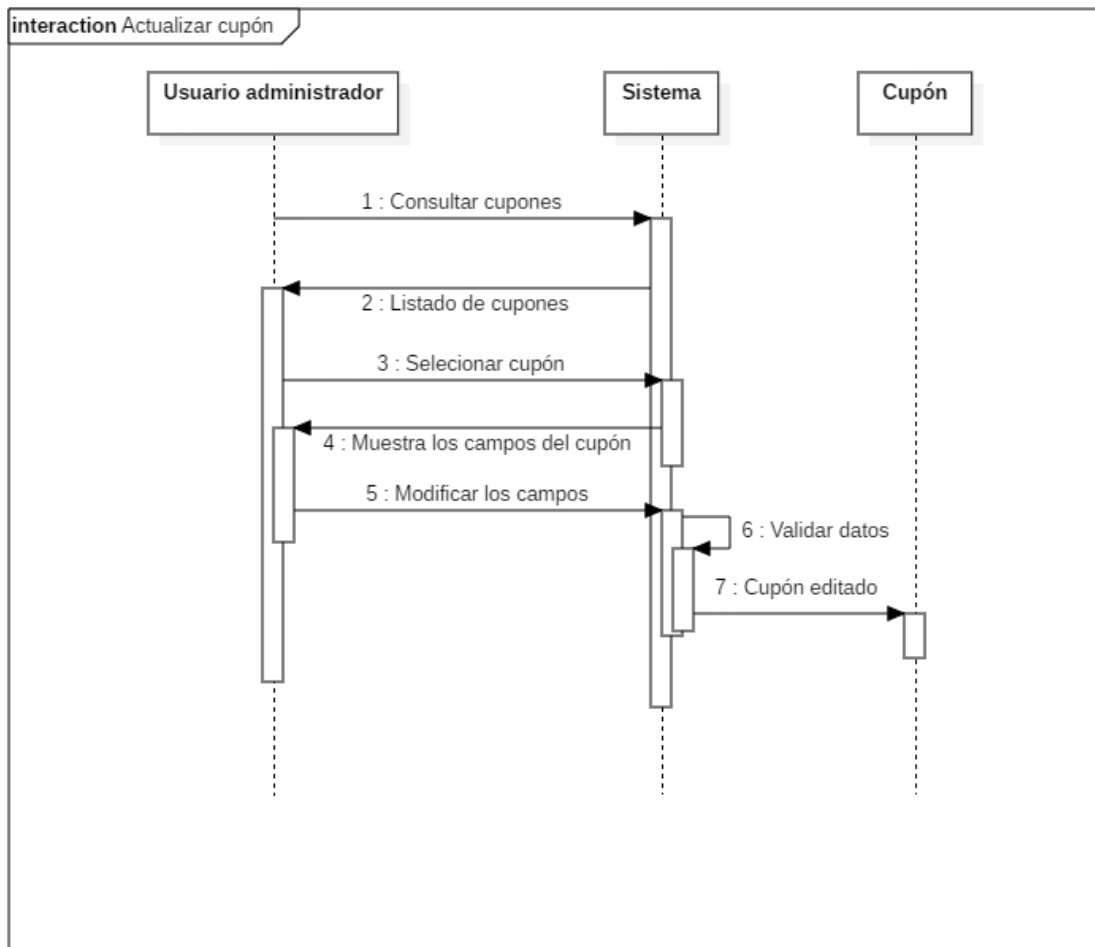 interaction Actualizar cupón
Usuario administrador
Sistema
Cupón
1 : Consultar cupones
2 : Listado de cupones
3 : Selecionar cupón
4 : Muestra los campos del cupón
5 : Modificar los campos
6 : Validar datos
7 : Cupón editado